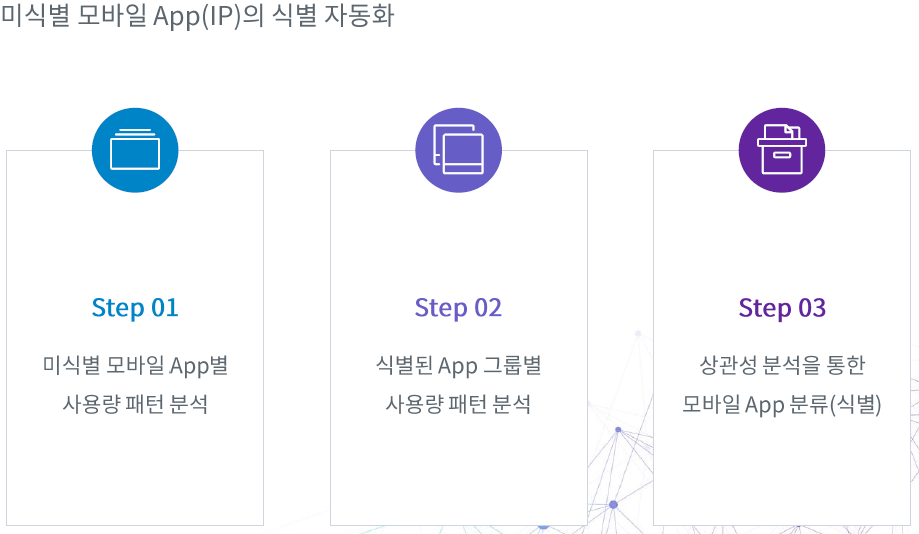 미식별 모바일 App(IP)의 식별 자동화
Step 01
미식별 모바일 App별
사용량 패턴 분석
Step 02
식별된 App 그룹별
사용량 패턴 분석
Step 03
상관성 분석을 통한
모바일 App 분류(식별)